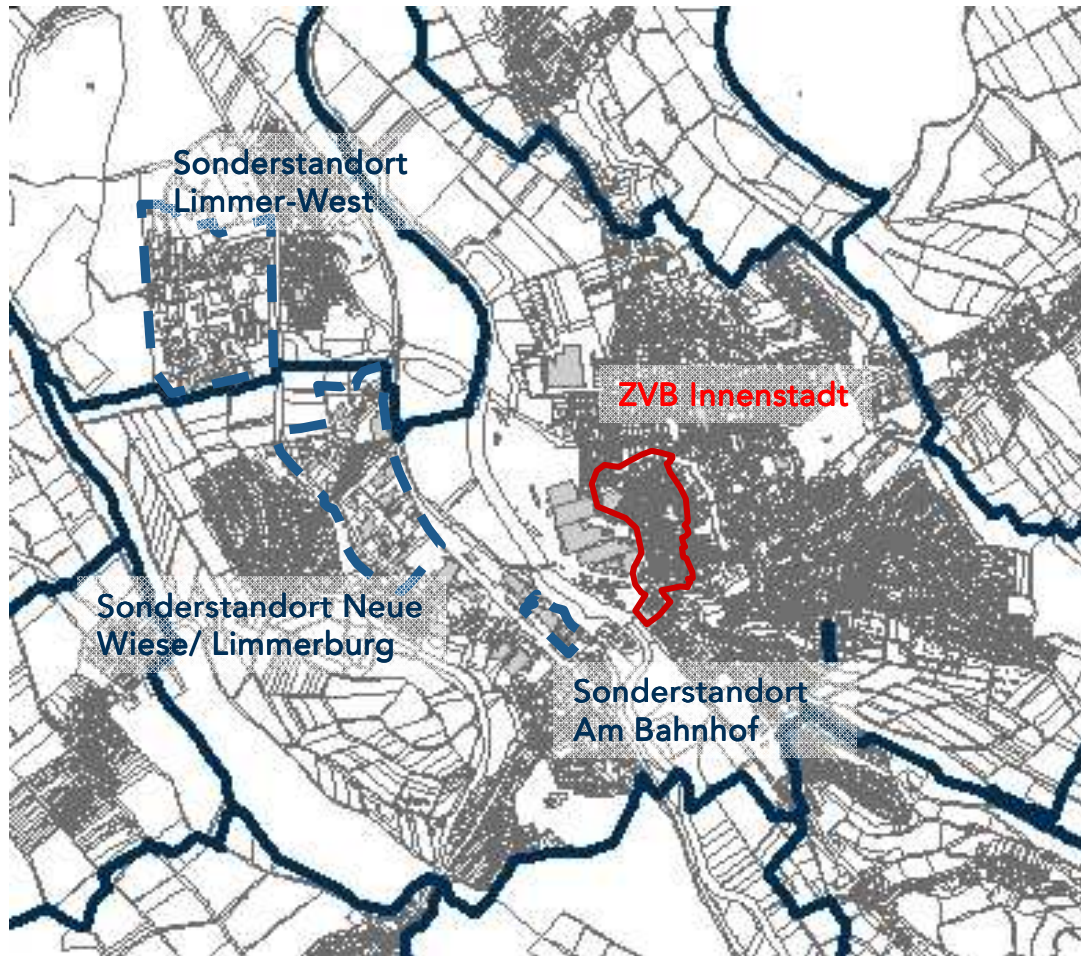 Sonderstandort
Limmer-West
ZVB Innenstadt
Sonderstandort Neue
Wiese/ Limmerburg
Sonderstandort
Am Bahnhof